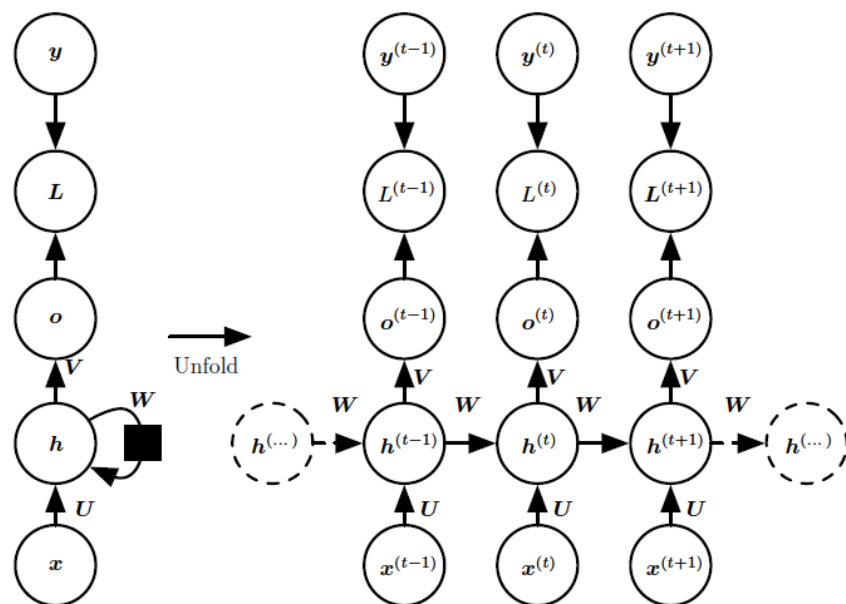 y y^(t−1) y^(t) y^(t+1)
L L^(t−1) L^(t) L^(t+1)
o o^(t−1) o^(t) o^(t+1)
Unfold
V V V V
W W W W W
h h^(...) h^(t−1) h^(t) h^(t+1) h^(...)
U U U U
x x^(t−1) x^(t) x^(t+1)